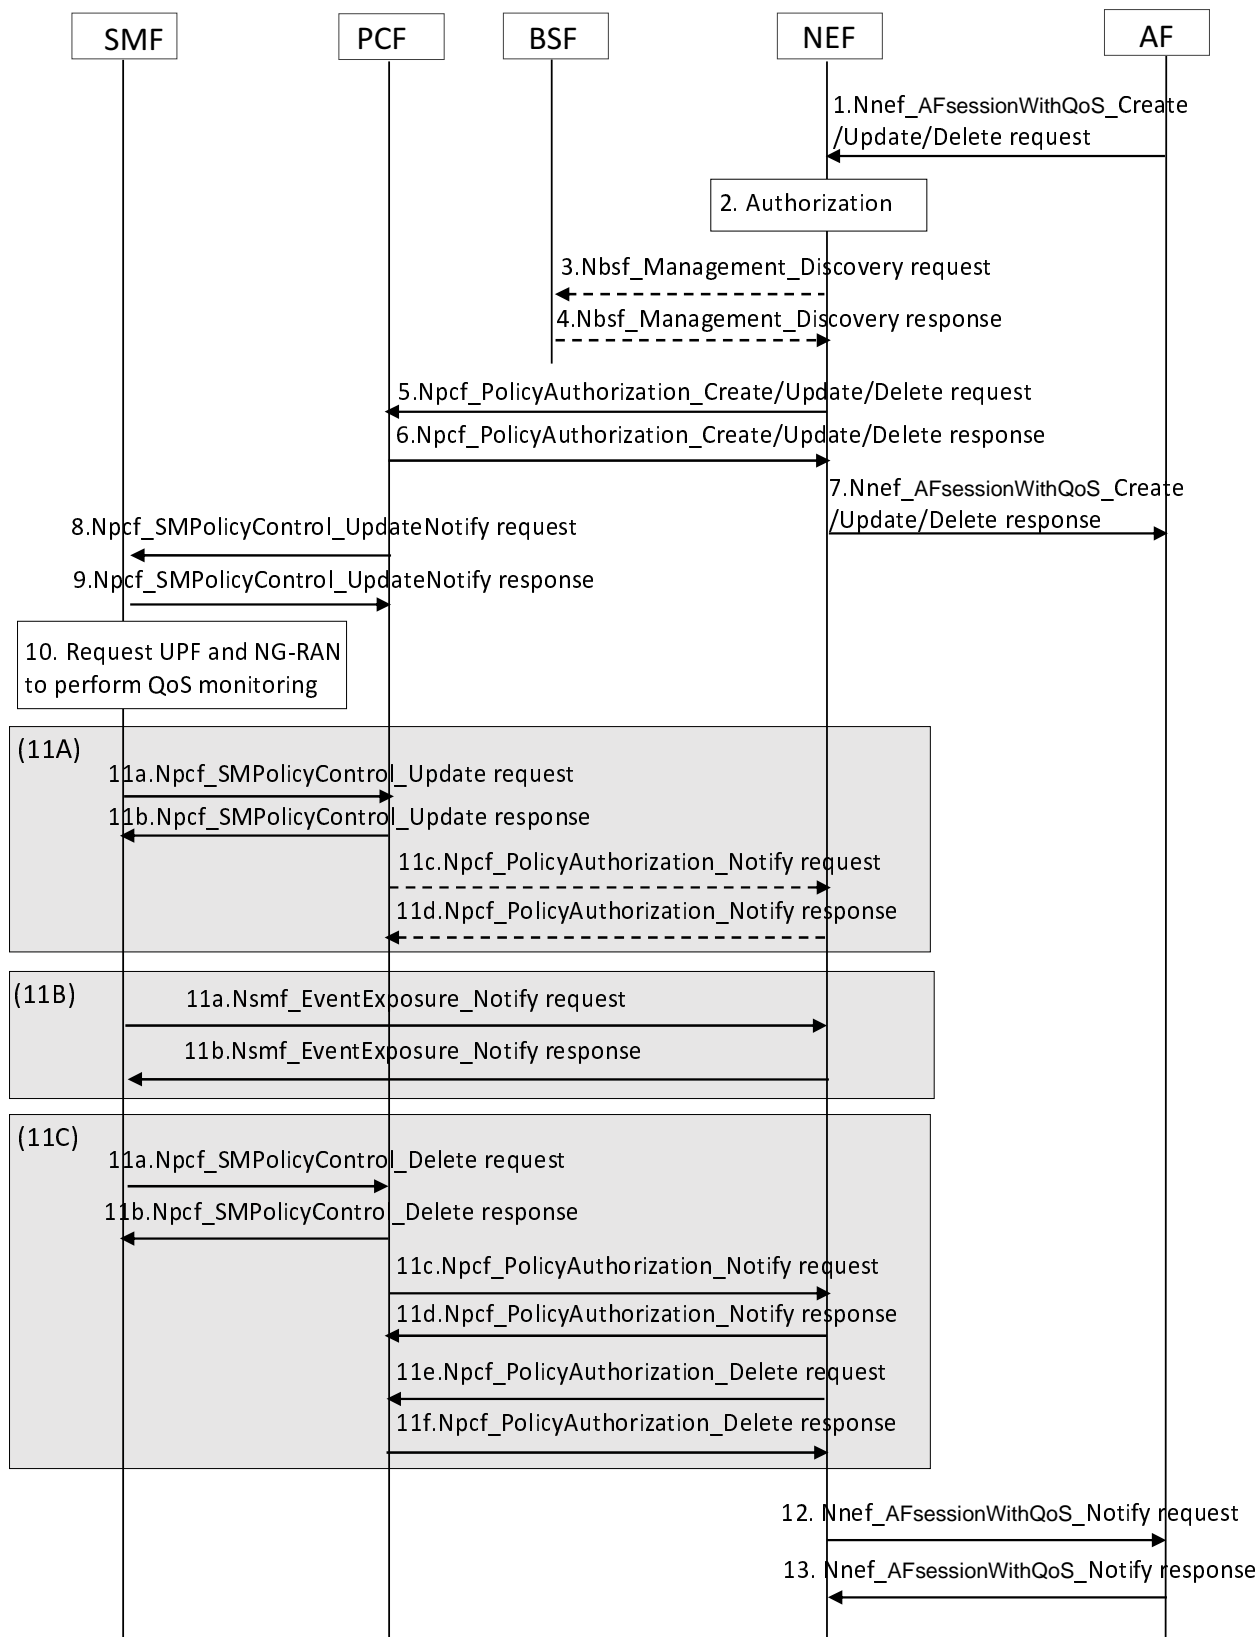 SMF
PCF
BSF
NEF
AF
1.Nnef_AFsessionWithQoS_Create
/Update/Delete request
2. Authorization
3.Nbsf_Management_Discovery request
4.Nbsf_Management_Discovery response
5.Npcf_PolicyAuthorization_Create/Update/Delete request
6.Npcf_PolicyAuthorization_Create/Update/Delete response
7.Nnef_AFsessionWithQoS_Create
/Update/Delete response
8.Npcf_SMPolicyControl_UpdateNotify request
9.Npcf_SMPolicyControl_UpdateNotify response
10. Request UPF and NG-RAN
to perform QoS monitoring
(11A)
11a.Npcf_SMPolicyControl_Update request
11b.Npcf_SMPolicyControl_Update response
11c.Npcf_PolicyAuthorization_Notify request
11d.Npcf_PolicyAuthorization_Notify response
(11B)
11a.Nsmf_EventExposure_Notify request
11b.Nsmf_EventExposure_Notify response
(11C)
11a.Npcf_SMPolicyControl_Delete request
11b.Npcf_SMPolicyControl_Delete response
11c.Npcf_PolicyAuthorization_Notify request
11d.Npcf_PolicyAuthorization_Notify response
11e.Npcf_PolicyAuthorization_Delete request
11f.Npcf_PolicyAuthorization_Delete response
12. Nnef_AFsessionWithQoS_Notify request
13. Nnef_AFsessionWithQoS_Notify response